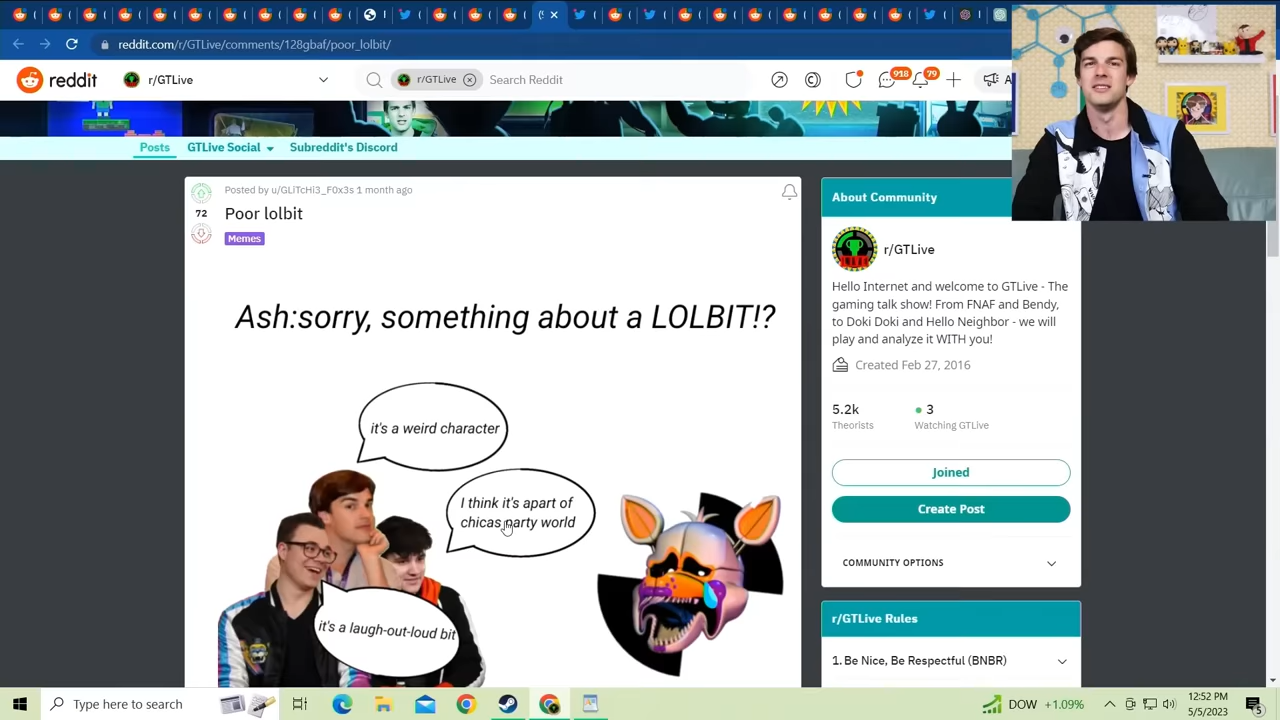 reddit.com/r/GTLive/comments/128gbaf/poor_lolbit/
reddit
r/GTLive
r/GTLive
Search Reddit
918
79
A
Posts
GTLive Social
Subreddit's Discord
Posted by u/GLiTcHi3_F0x3s 1 month ago
72
Poor lolbit
Memes
Ash:sorry, something about a LOLBIT!?
it's a weird character
I think it's apart of
chicas party world
it's a laugh-out-loud bit
About Community
r/GTLive
Hello Internet and welcome to GTLive - The
gaming talk show! From FNAF and Bendy,
to Doki Doki and Hello Neighbor - we will
play and analyze it WITH you!
Created Feb 27, 2016
5.2k
3
Theorists
Watching GTLive
Joined
Create Post
COMMUNITY OPTIONS
r/GTLive Rules
1. Be Nice, Be Respectful (BNBR)
Type here to search
DOW +1.09%
12:52 PM
5/5/2023
5